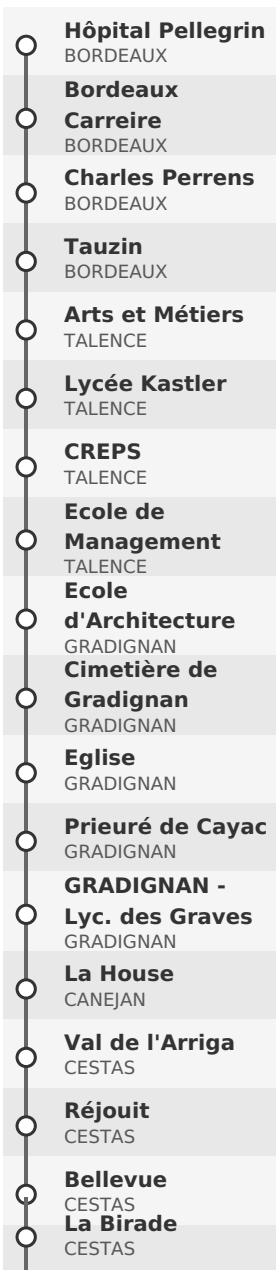 Hôpital Pellegrin
BORDEAUX
Bordeaux
Carreire
BORDEAUX
Charles Perrens
BORDEAUX
Tauzin
BORDEAUX
Arts et Métiers
TALENCE
Lycée Kastler
TALENCE
CREPS
TALENCE
Ecole de
Management
TALENCE
Ecole
d'Architecture
GRADIGNAN
Cimetière de
Gradignan
GRADIGNAN
Eglise
GRADIGNAN
Prieuré de Cayac
GRADIGNAN
GRADIGNAN -
Lyc. des Graves
GRADIGNAN
La House
CANEJAN
Val de l'Arriga
CESTAS
Réjouit
CESTAS
Bellevue
CESTAS
La Birade
CESTAS